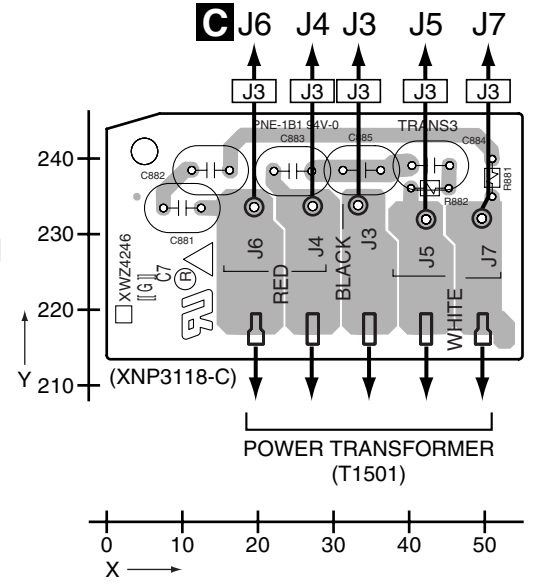 C J6 J4 J3 J5 J7
J3 J3 J3 J3 J3
PNE-1B1 94V-0 TRANS3
C883 C885 C884
240
C882 R881
R882
230
C881
J6 J4 J3 J5 J7
XWZ4246
[[G]] C7 R
RED BLACK WHITE
220
Y 210
(XNP3118-C)
POWER TRANSFORMER
(T1501)
0 10 20 30 40 50
X